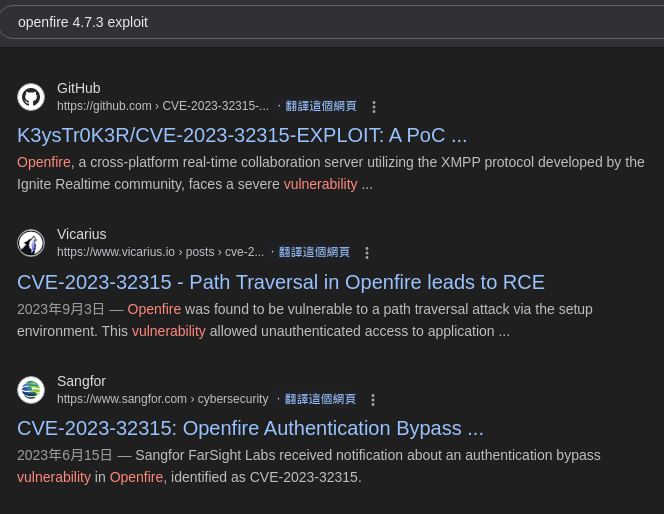 openfire 4.7.3 exploit
GitHub
https://github.com › CVE-2023-32315-... · 翻譯這個網頁
K3ysTr0K3R/CVE-2023-32315-EXPLOIT: A PoC ...
Openfire, a cross-platform real-time collaboration server utilizing the XMPP protocol developed by the
Ignite Realtime community, faces a severe vulnerability ...
Vicarius
https://www.vicarius.io › posts › cve-2... · 翻譯這個網頁
CVE-2023-32315 - Path Traversal in Openfire leads to RCE
2023年9月3日 — Openfire was found to be vulnerable to a path traversal attack via the setup
environment. This vulnerability allowed unauthenticated access to application ...
Sangfor
https://www.sangfor.com › cybersecurity · 翻譯這個網頁
CVE-2023-32315: Openfire Authentication Bypass ...
2023年6月15日 — Sangfor FarSight Labs received notification about an authentication bypass
vulnerability in Openfire, identified as CVE-2023-32315.